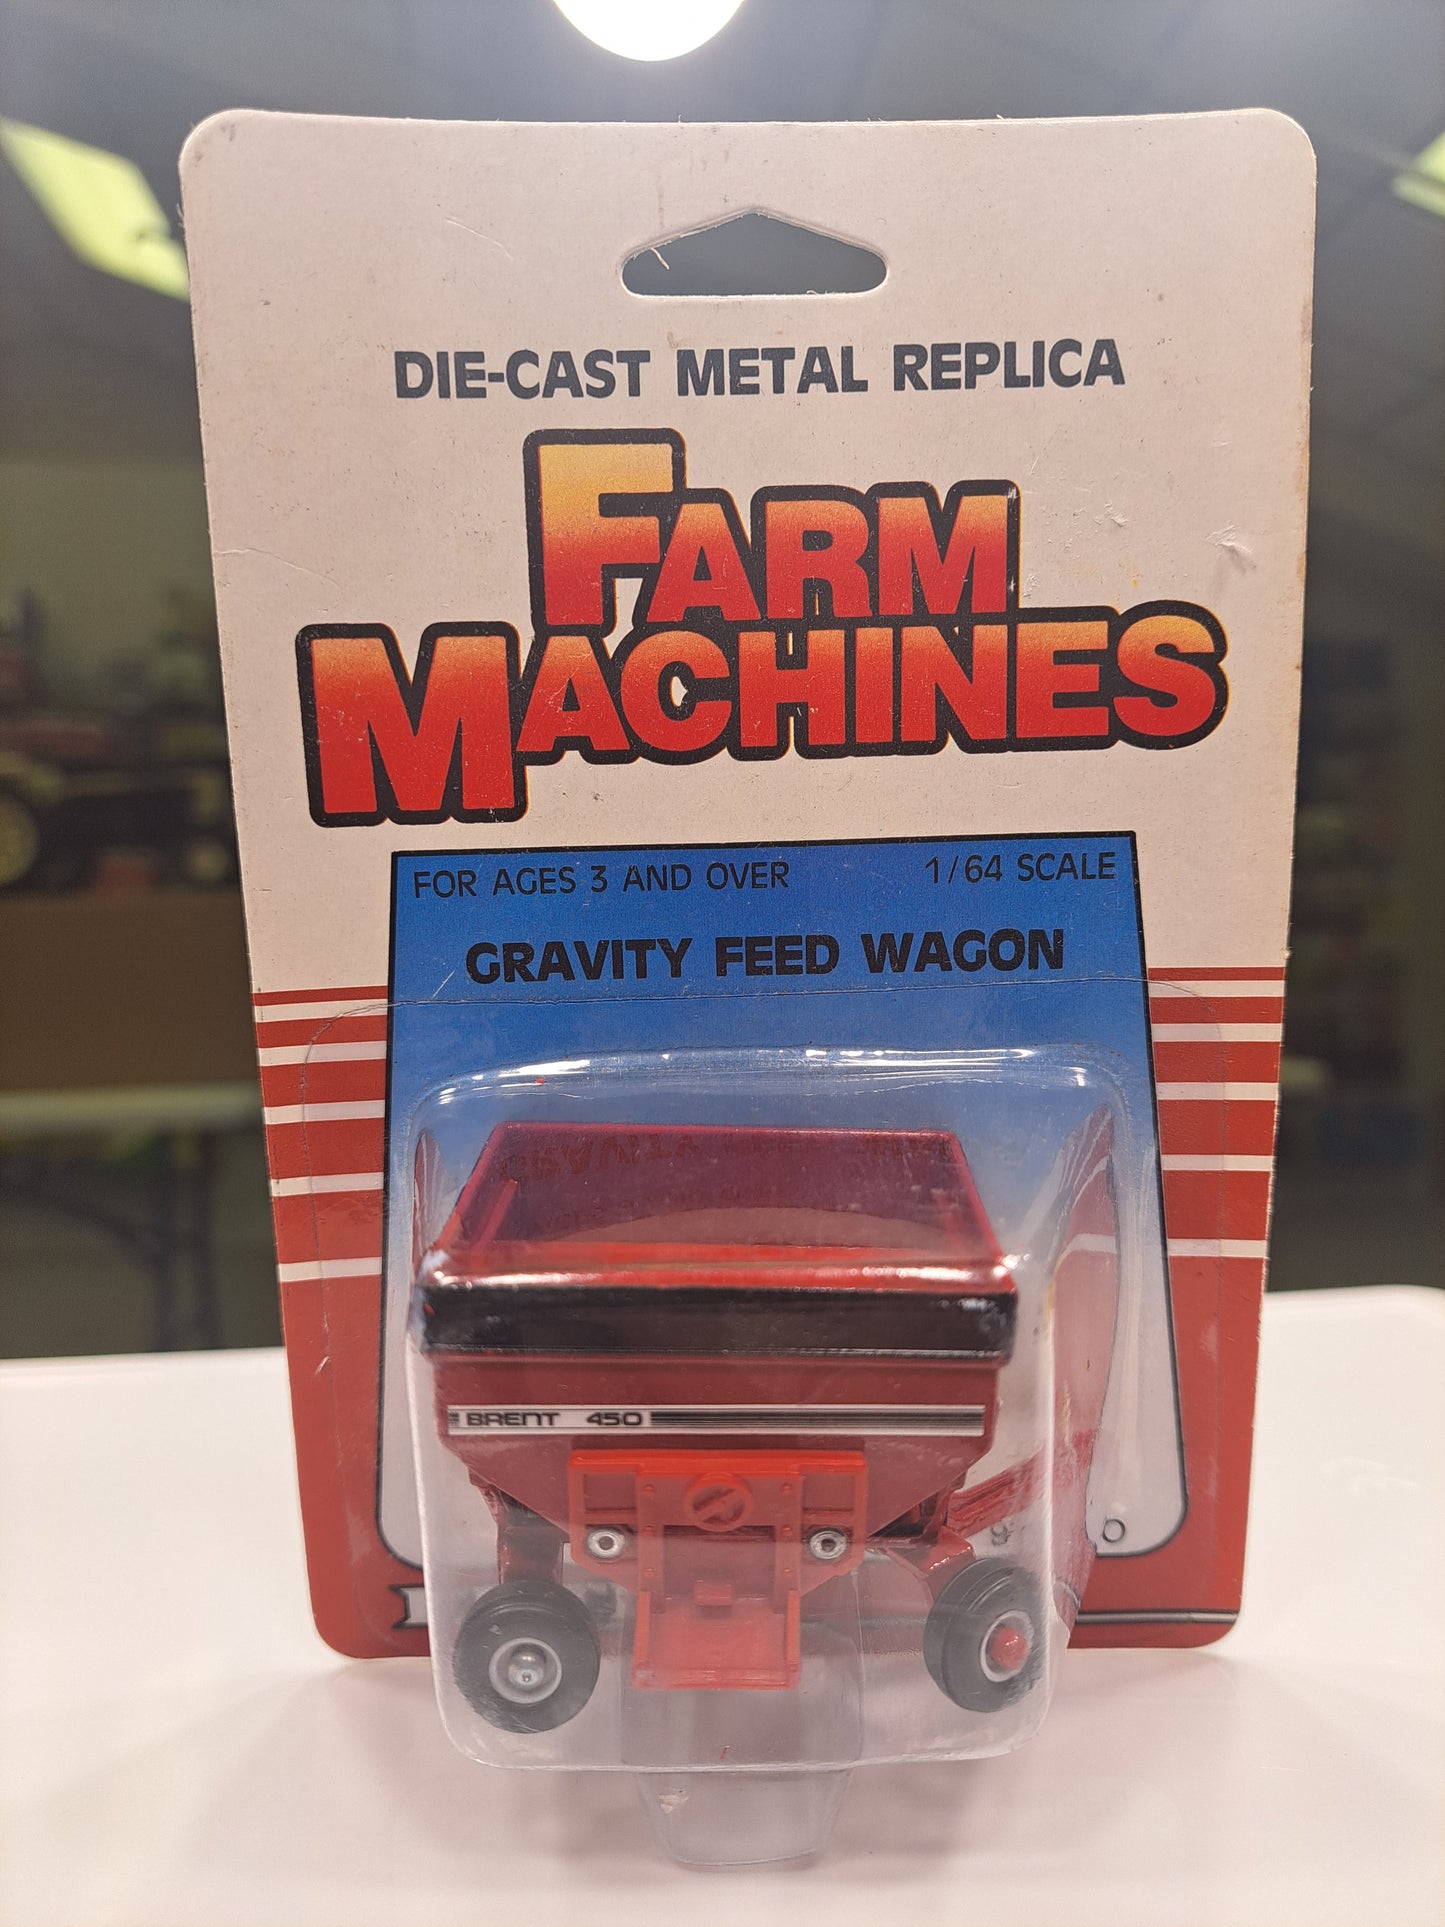 DIE-CAST METAL REPLICA
FARM
MACHINES
FOR AGES 3 AND OVER 1/64 SCALE
GRAVITY FEED WAGON
BRENT 450